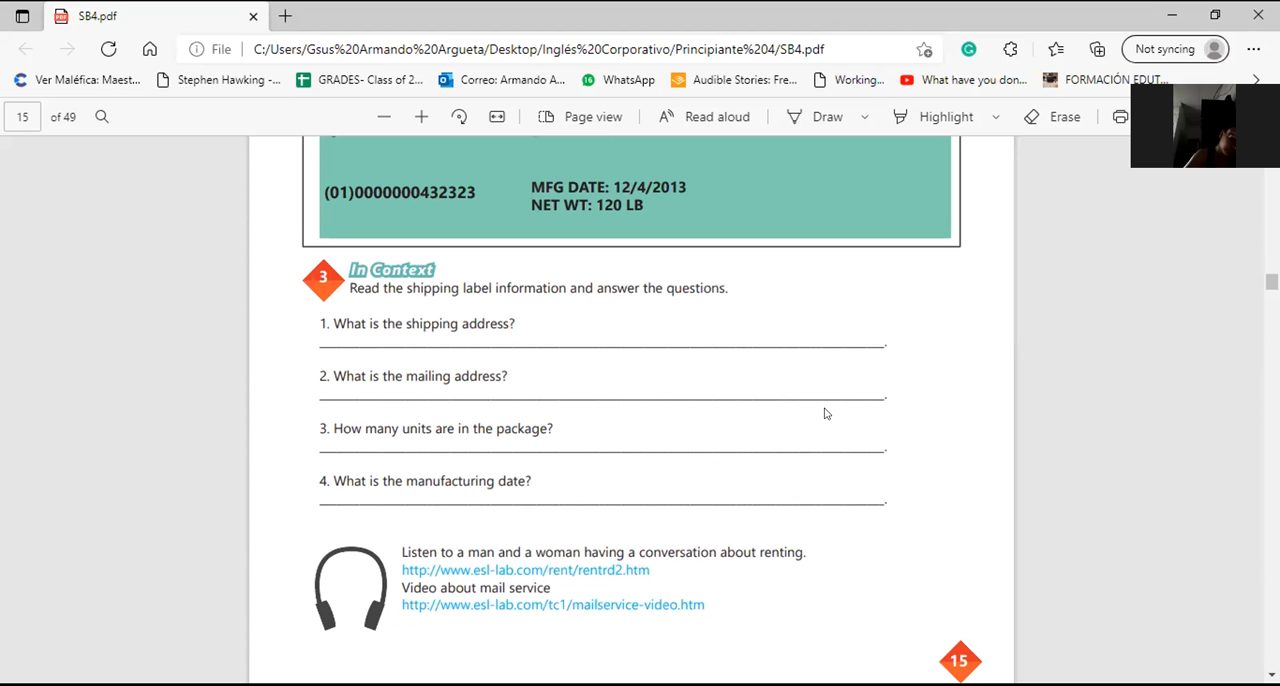 SB4.pdf
File C:/Users/Gsus%20Armando%20Argueta/Desktop/Inglés%20Corporativo/Principiante%204/SB4.pdf Not syncing
Ver Maléfica: Maest... Stephen Hawking -... GRADES- Class of 2... Correo: Armando A... WhatsApp Audible Stories: Fre... Working... What have you don... FORMACIÓN EDUT...
15 of 49 Page view Read aloud Draw Highlight Erase
(01)0000000432323 MFG DATE: 12/4/2013
NET WT: 120 LB
3 In Context
Read the shipping label information and answer the questions.
1. What is the shipping address?
2. What is the mailing address?
3. How many units are in the package?
4. What is the manufacturing date?
Listen to a man and a woman having a conversation about renting.
http://www.esl-lab.com/rent/rentrd2.htm
Video about mail service
http://www.esl-lab.com/tc1/mailservice-video.htm
15